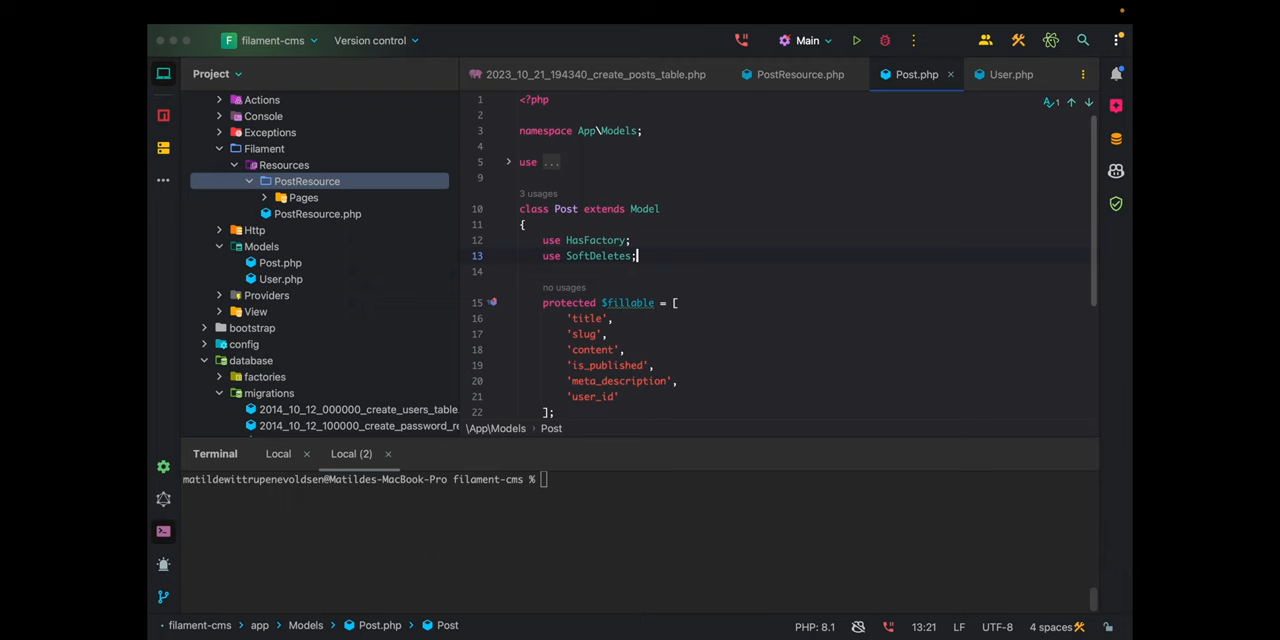 F filament-cms Version control Main
Project
2023_10_21_194340_create_posts_table.php PostResource.php Post.php User.php
Actions
Console
Exceptions
Filament
Resources
PostResource
Pages
PostResource.php
Http
Models
Post.php
User.php
Providers
View
bootstrap
config
database
factories
migrations
2014_10_12_000000_create_users_table.
2014_10_12_100000_create_password_re
1 <?php
2
3 namespace App\Models;
4
5 use ...
9
3 usages
10 class Post extends Model
11 {
12 use HasFactory;
13 use SoftDeletes;
14
no usages
15 protected $fillable = [
16 'title',
17 'slug',
18 'content',
19 'is_published',
20 'meta_description',
21 'user_id'
22 ];
1
\App\Models › Post
Terminal Local × Local (2) ×
matildewittrupenevoldsen@Matildes-MacBook-Pro filament-cms %
filament-cms › app › Models › Post.php › Post PHP: 8.1 13:21 LF UTF-8 4 spaces